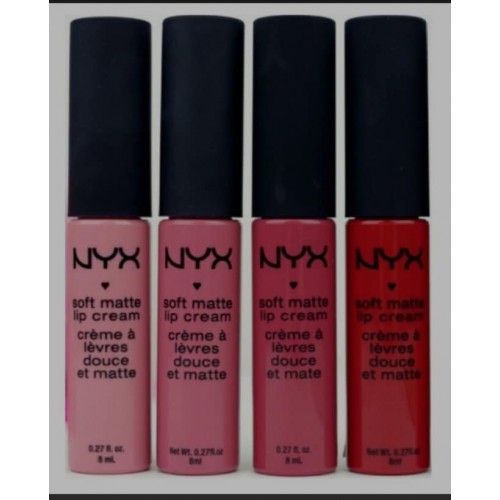 NYX
soft matte
lip cream
crème à
lèvres
douce
et matte
0.27 fl. oz.
8 mL
NYX
soft matte
lip cream
crème à
lèvres
douce
et matte
Net Wt. 0.27fl oz
8ml
NYX
soft matte
lip cream
crème à
lèvres
douce
et matte
0.27 fl. oz.
8 mL
NYX
soft matte
lip cream
crème à
lèvres
douce
et matte
Net Wt. 0.27fl oz
8ml